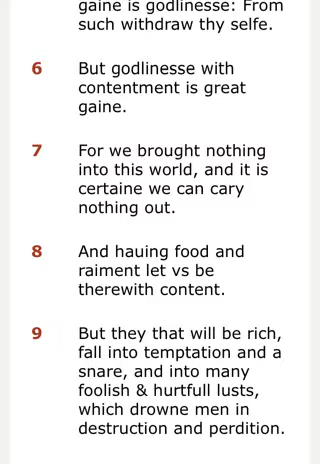 gaine is godlinesse: From
such withdraw thy selfe.
6 But godlinesse with
contentment is great
gaine.
7 For we brought nothing
into this world, and it is
certaine we can cary
nothing out.
8 And hauing food and
raiment let vs be
therewith content.
9 But they that will be rich,
fall into temptation and a
snare, and into many
foolish & hurtfull lusts,
which drowne men in
destruction and perdition.